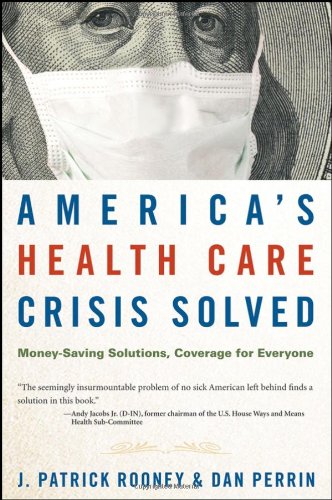 AMERICA'S
HEALTH CARE
CRISIS SOLVED
Money-Saving Solutions, Coverage for Everyone
"The seemingly insurmountable problem of no sick American left behind finds a
solution in this book."
—Andy Jacobs Jr. (D-IN), former chairman of the U.S. House Ways and Means
Health Sub-Committee
J. PATRICK ROONEY & DAN PERRIN